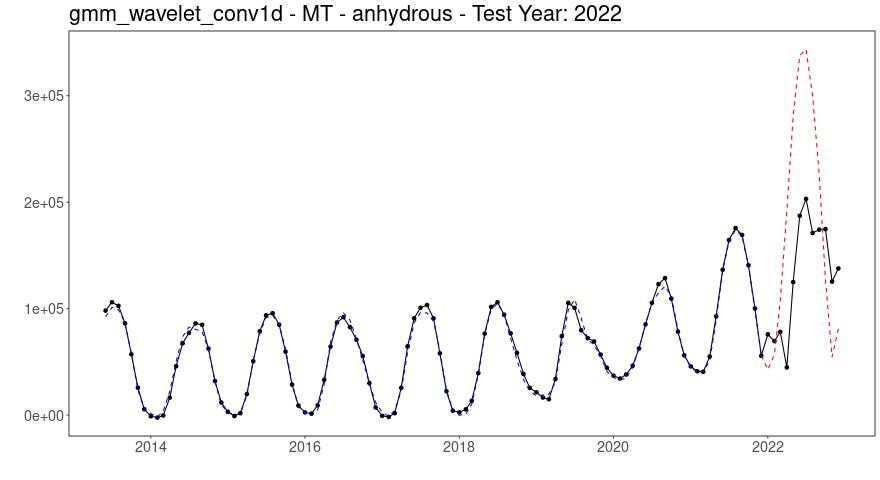 gmm_wavelet_conv1d - MT - anhydrous - Test Year: 2022
3e+05
2e+05
1e+05
0e+00
2014 2016 2018 2020 2022